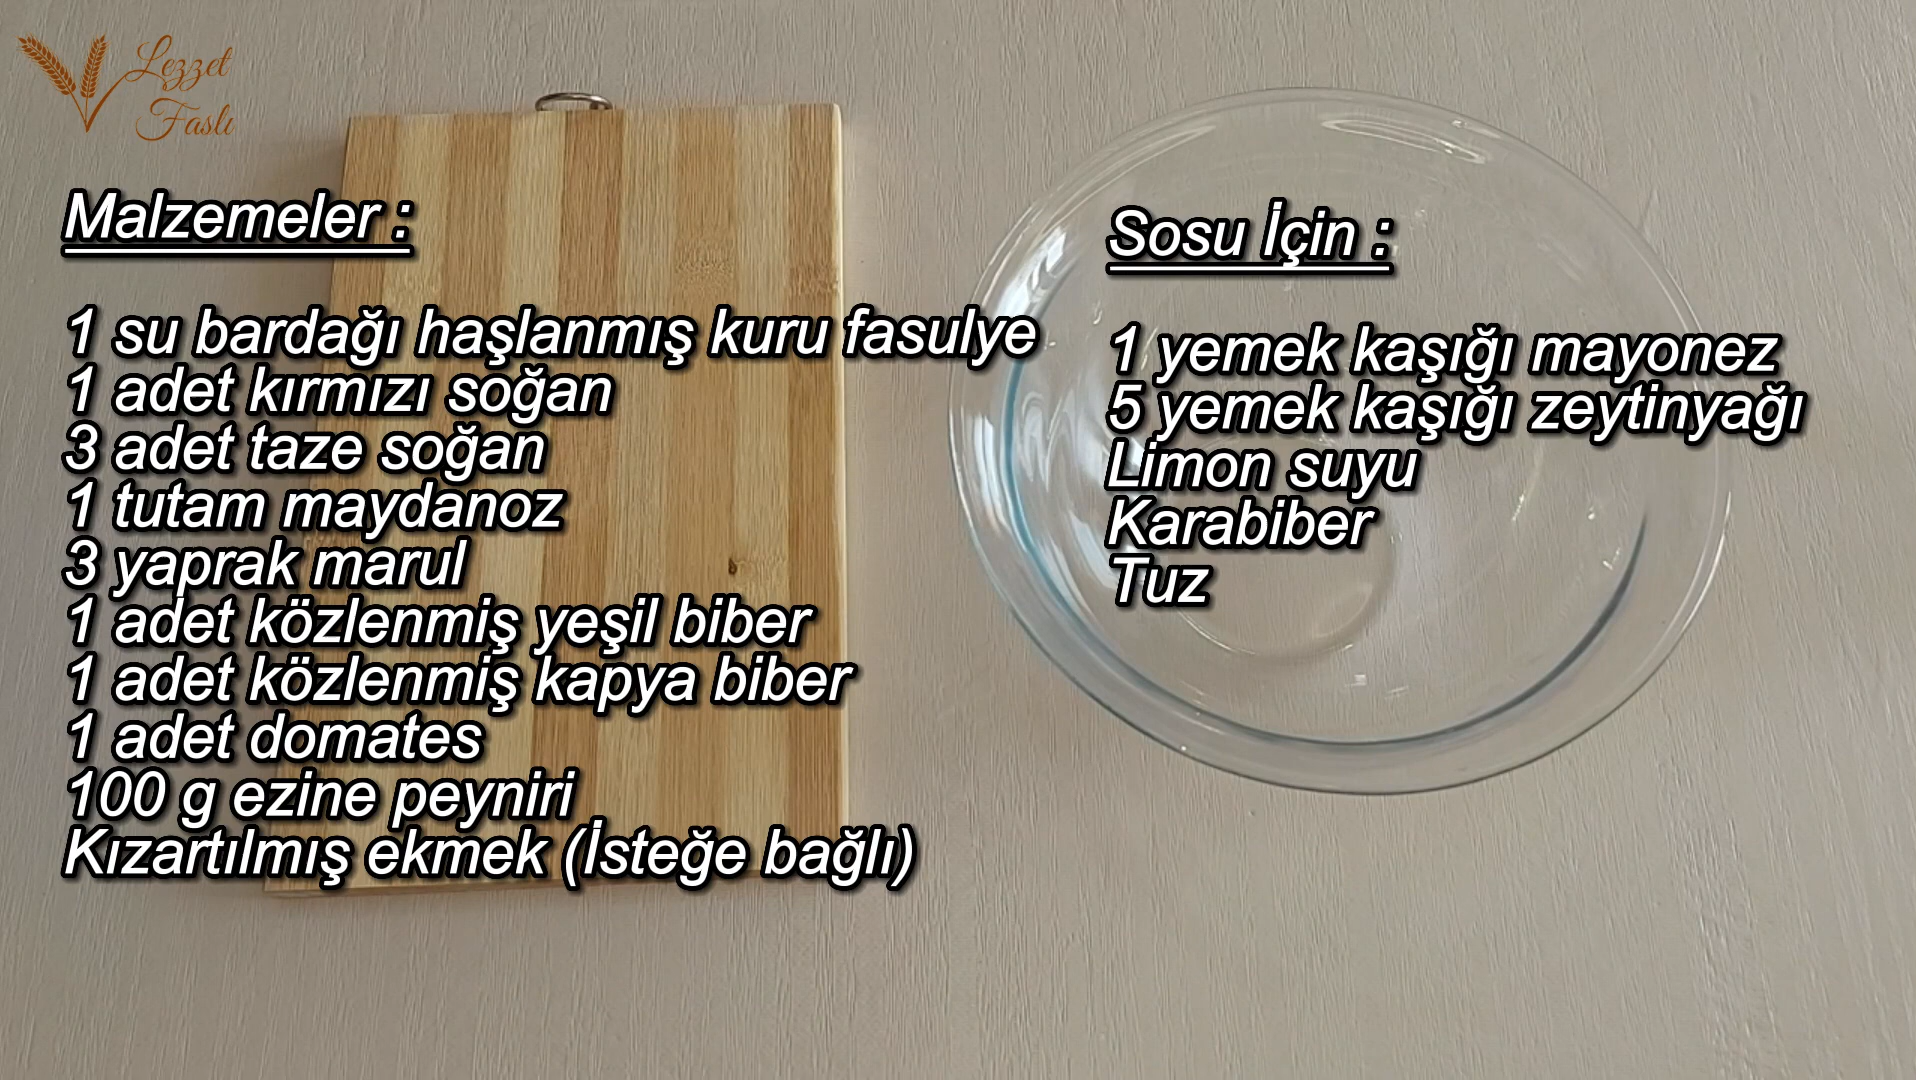 Lezzet
Faslı
Malzemeler :
1 su bardağı haşlanmış kuru fasulye
1 adet kırmızı soğan
3 adet taze soğan
1 tutam maydanoz
3 yaprak marul
1 adet közlenmiş yeşil biber
1 adet közlenmiş kapya biber
1 adet domates
100 g ezine peyniri
Kızartılmış ekmek (İsteğe bağlı)
Sosu İçin :
1 yemek kaşığı mayonez
5 yemek kaşığı zeytinyağı
Limon suyu
Karabiber
Tuz